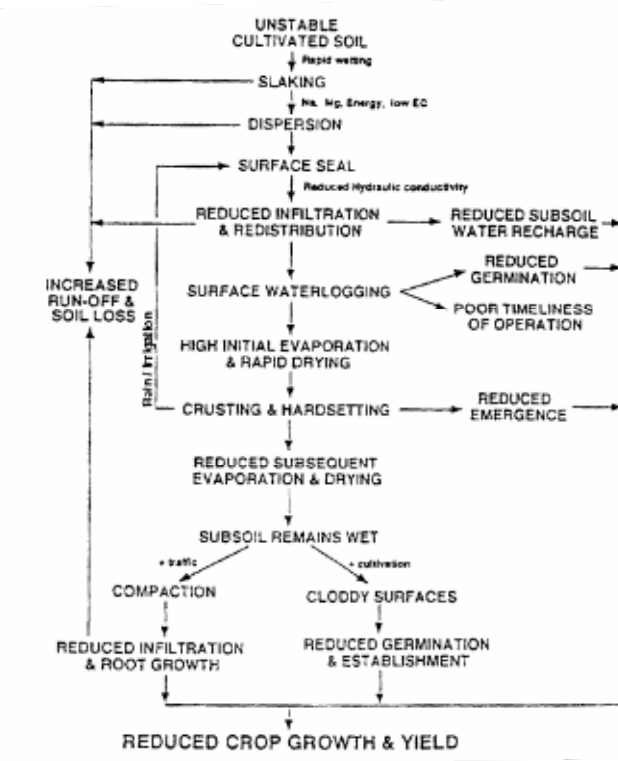 UNSTABLE
CULTIVATED SOIL
Rapid wetting
SLAKING
Na, Mg, Energy, low EC
DISPERSION
SURFACE SEAL
Reduced Hydraulic conductivity
REDUCED INFILTRATION
& REDISTRIBUTION
REDUCED SUBSOIL
WATER RECHARGE
INCREASED
RUN-OFF &
SOIL LOSS
SURFACE WATERLOGGING
REDUCED
GERMINATION
POOR TIMELINESS
OF OPERATION
HIGH INITIAL EVAPORATION
& RAPID DRYING
Rain / Irrigation
CRUSTING & HARDSETTING
REDUCED
EMERGENCE
REDUCED SUBSEQUENT
EVAPORATION & DRYING
SUBSOIL REMAINS WET
+ traffic
+ cultivation
COMPACTION
CLODDY SURFACES
REDUCED INFILTRATION
& ROOT GROWTH
REDUCED GERMINATION
& ESTABLISHMENT
REDUCED CROP GROWTH & YIELD